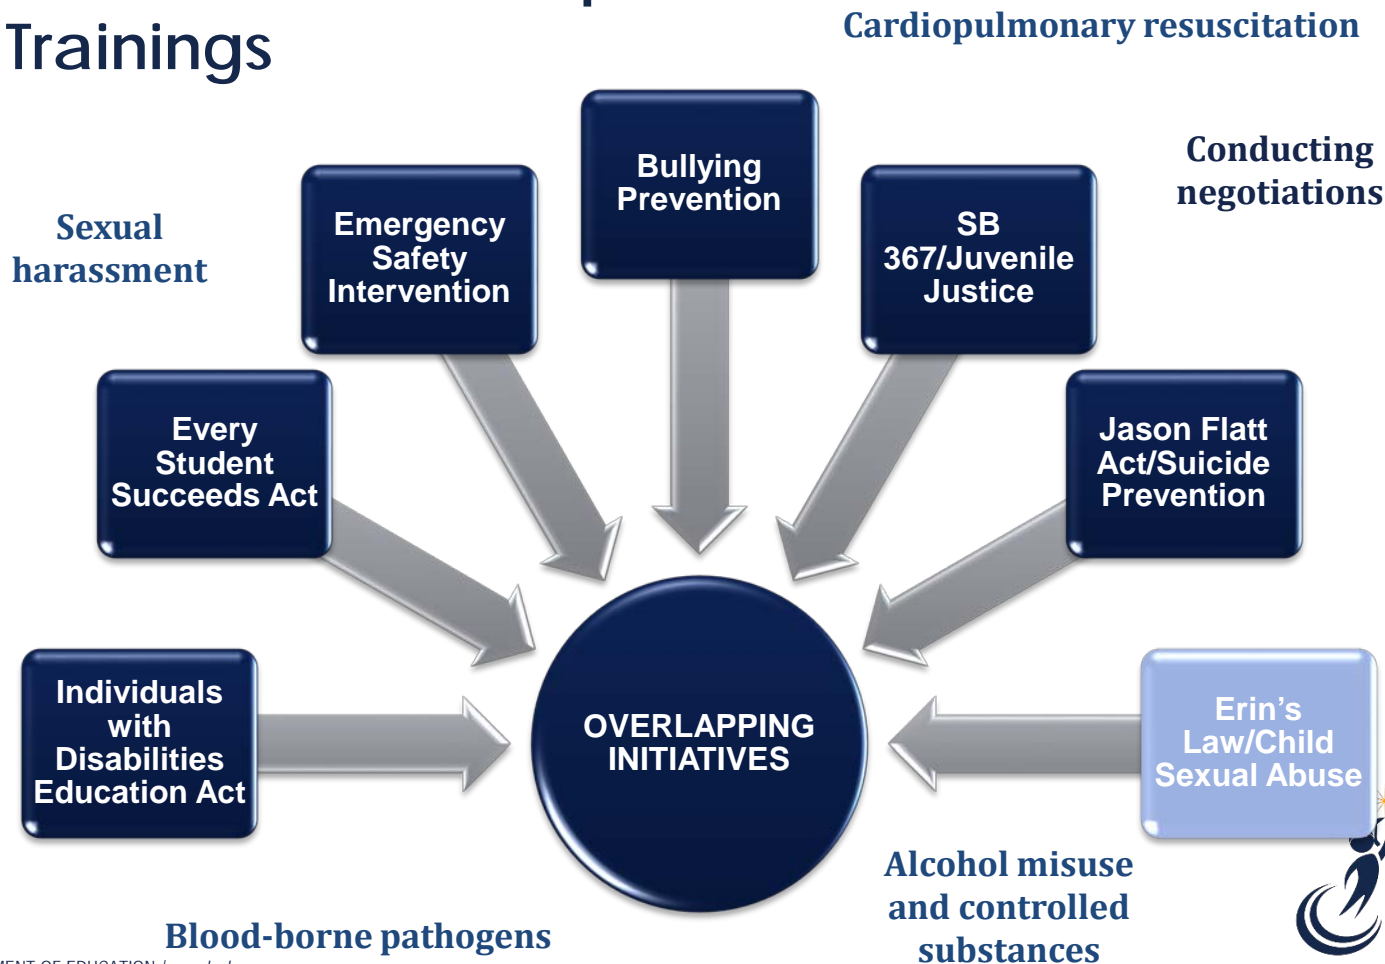 Trainings
Cardiopulmonary resuscitation
Bullying
Prevention
Conducting
negotiations
Emergency
Safety
Intervention
SB
367/Juvenile
Justice
Sexual
harassment
Every
Student
Succeeds Act
Jason Flatt
Act/Suicide
Prevention
Individuals
with
Disabilities
Education Act
OVERLAPPING
INITIATIVES
Erin’s
Law/Child
Sexual Abuse
Alcohol misuse
and controlled
substances
Blood-borne pathogens
OF EDUCATION